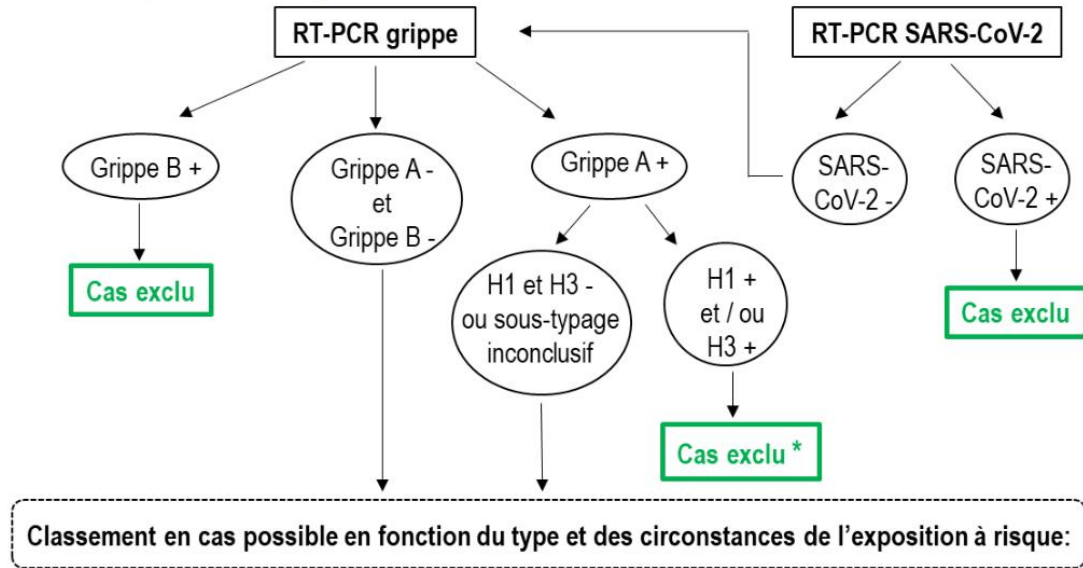 RT-PCR grippe
RT-PCR SARS-CoV-2
Grippe B +
Grippe A -
et
Grippe B -
Grippe A +
SARS-
CoV-2 -
SARS-
CoV-2 +
Cas exclu
H1 et H3 -
ou sous-typage
inconclusif
H1 +
et / ou
H3 +
Cas exclu
Cas exclu *
Classement en cas possible en fonction du type et des circonstances de l’exposition à risque: